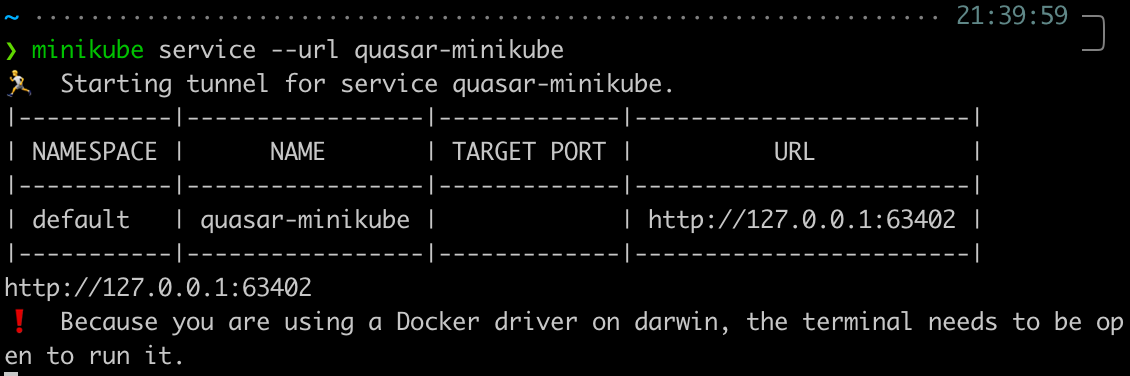 ~ ································································· 21:39:59
❯ minikube service --url quasar-minikube
🏃 Starting tunnel for service quasar-minikube.
|-----------|-----------------|-------------|------------------------|
| NAMESPACE |      NAME       | TARGET PORT |          URL           |
|-----------|-----------------|-------------|------------------------|
| default   | quasar-minikube |             | http://127.0.0.1:63402 |
|-----------|-----------------|-------------|------------------------|
http://127.0.0.1:63402
❗ Because you are using a Docker driver on darwin, the terminal needs to be op
en to run it.